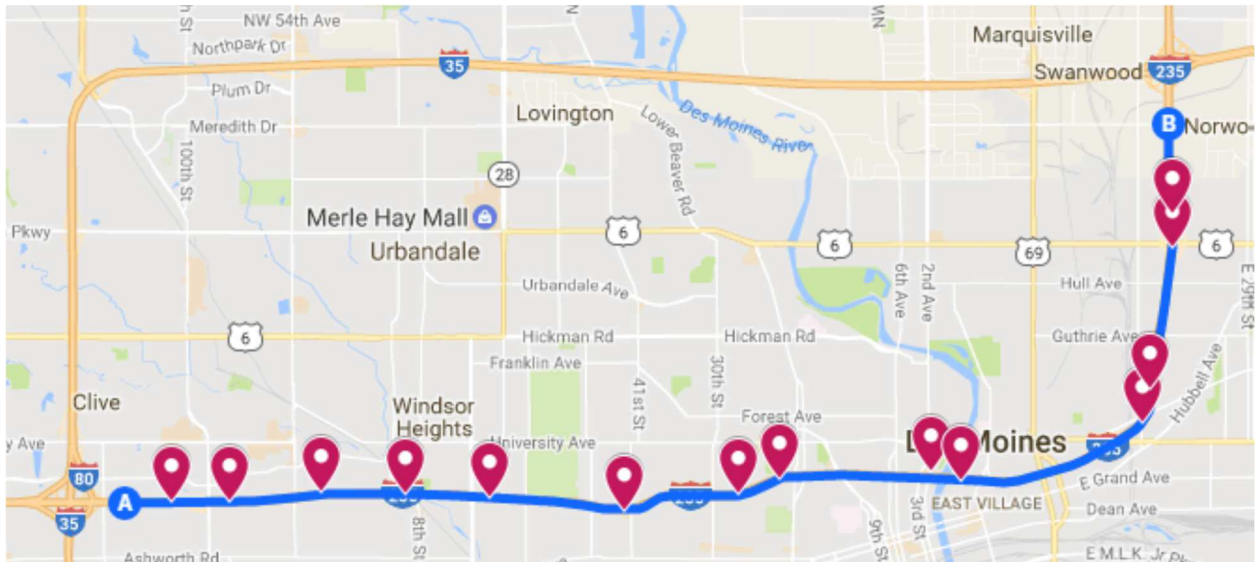 NW 54th Ave
Northpark Dr
Marquisville
35
Swanwood
235
Plum Dr
Lovington
Lower Beaver Rd
Des Moines River
Meredith Dr
B
Norwo
100th St
28
Merle Hay Mall
6
6
6
Pkwy
Urbandale
69
Urbandale Ave
6th Ave
2nd Ave
Hull Ave
E 29th St
6
Hickman Rd
Hickman Rd
Guthrie Ave
Franklin Ave
30th St
41st St
Hubbell Ave
Clive
Windsor
Heights
Forest Ave
y Ave
University Ave
Moines
80
235
E Grand Ave
A
35
EAST VILLAGE
Dean Ave
8th St
9th St
3rd St
Ashworth Rd
E M.L.K. Jr